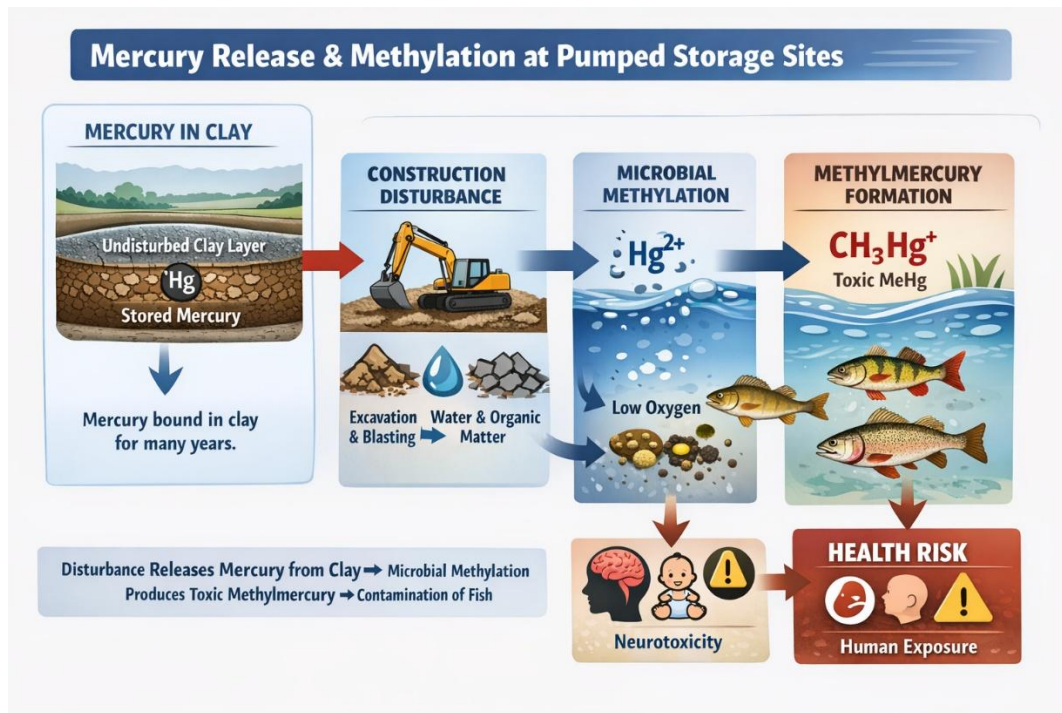 Mercury Release & Methylation at Pumped Storage Sites
MERCURY IN CLAY
Undisturbed Clay Layer
Hg
Stored Mercury
Mercury bound in clay
for many years.
CONSTRUCTION
DISTURBANCE
Excavation
& Blasting
Water & Organic
Matter
MICROBIAL
METHYLATION
Hg²⁺
Low Oxygen
METHYLMERCURY
FORMATION
CH₃Hg⁺
Toxic MeHg
Disturbance Releases Mercury from Clay → Microbial Methylation
Produces Toxic Methylmercury → Contamination of Fish
Neurotoxicity
HEALTH RISK
Human Exposure